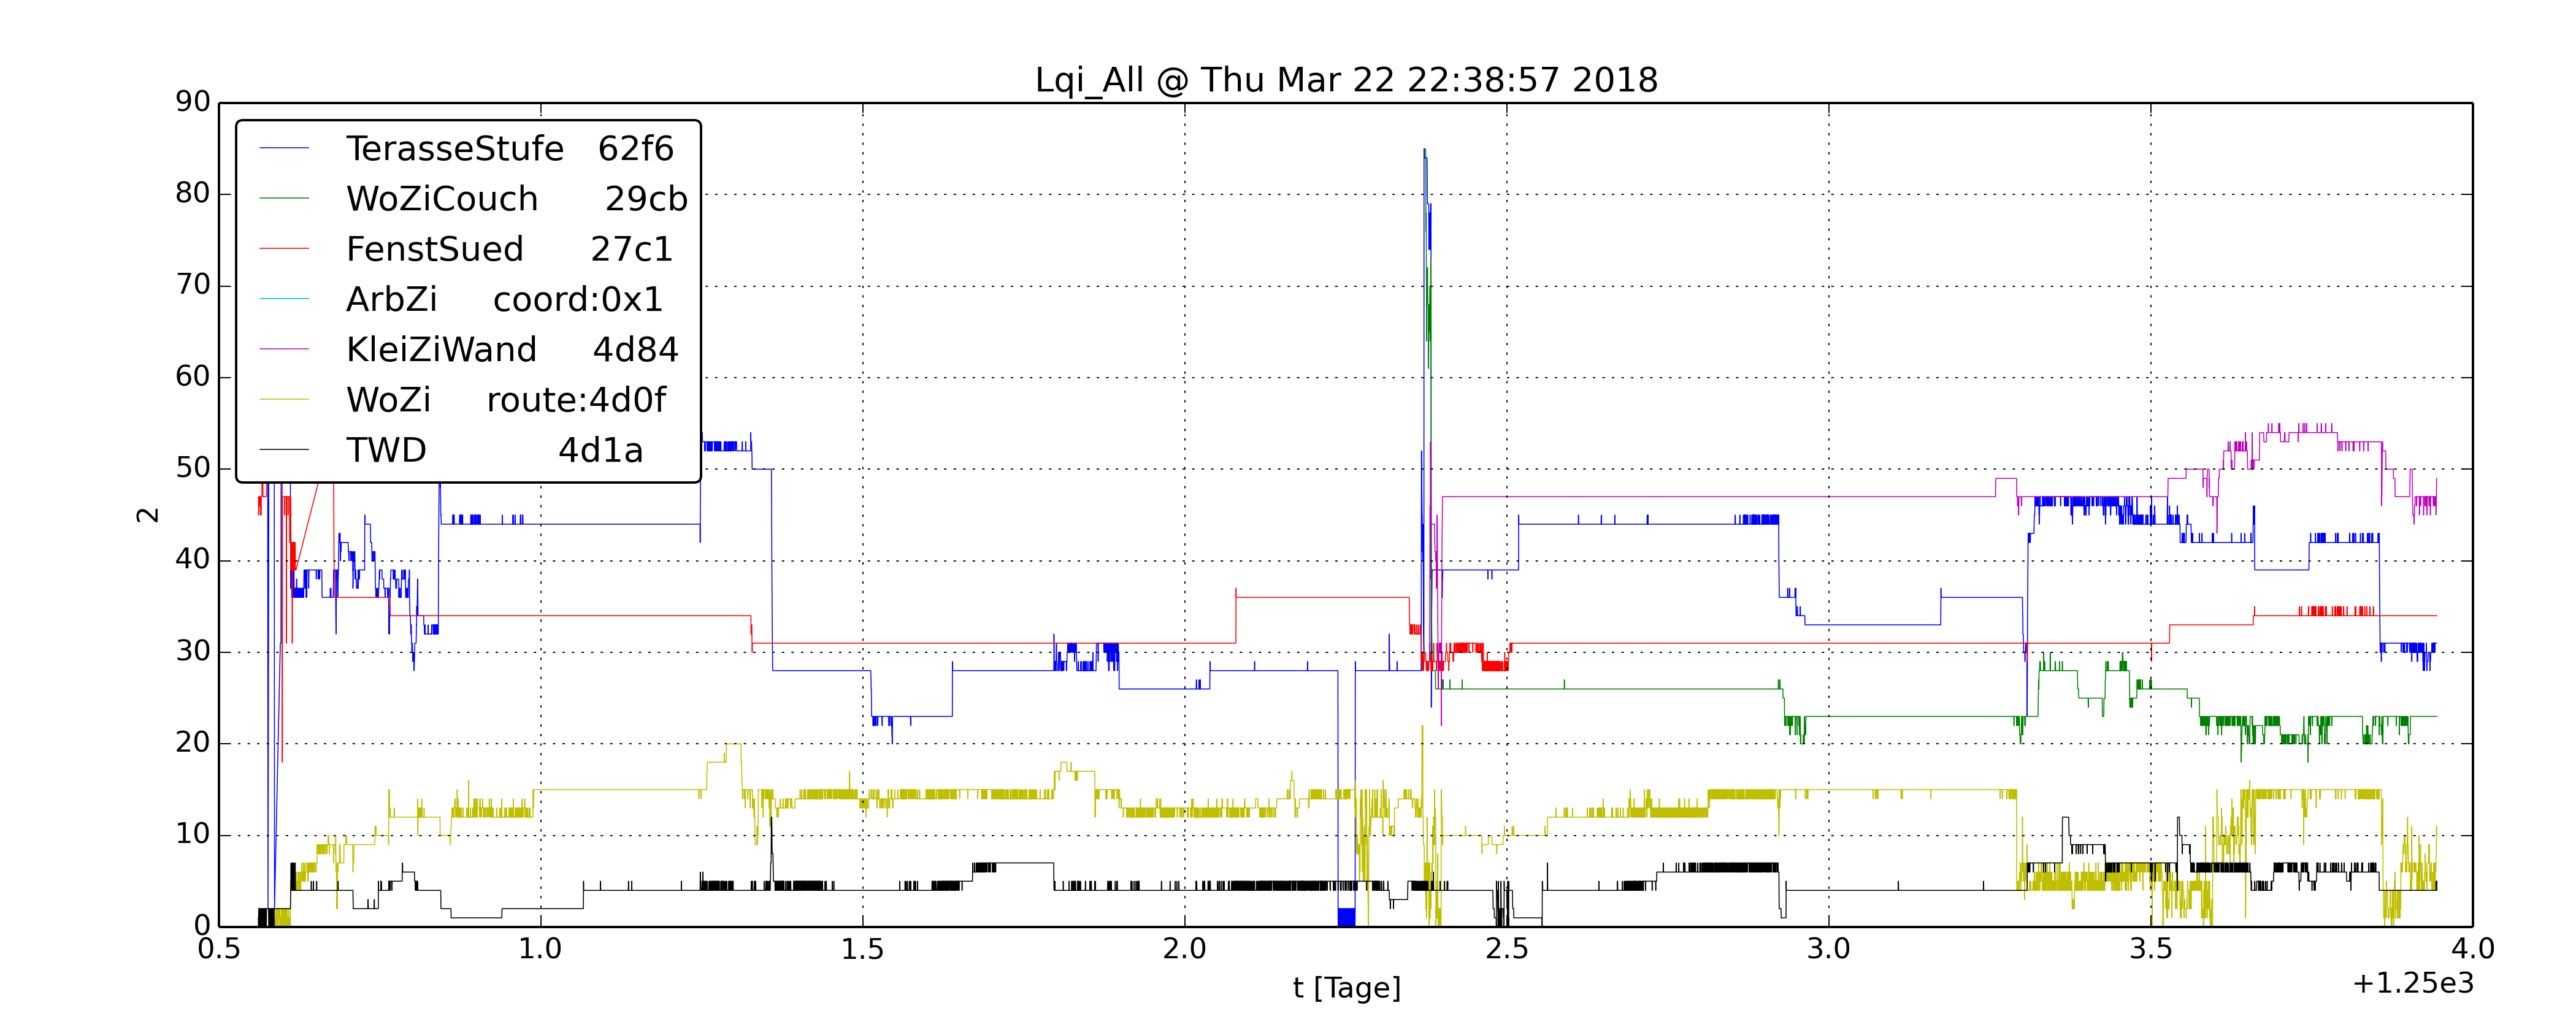 Lqi_All @ Thu Mar 22 22:38:57 2018
90
80
70
60
50
40
30
20
10
0
2
TerasseStufe 62f6
WoZiCouch 29cb
FenstSued 27c1
ArbZi coord:0x1
KleiZiWand 4d84
WoZi route:4d0f
TWD 4d1a
0.5 1.0 1.5 2.0 2.5 3.0 3.5 4.0
t [Tage]
+1.25e3